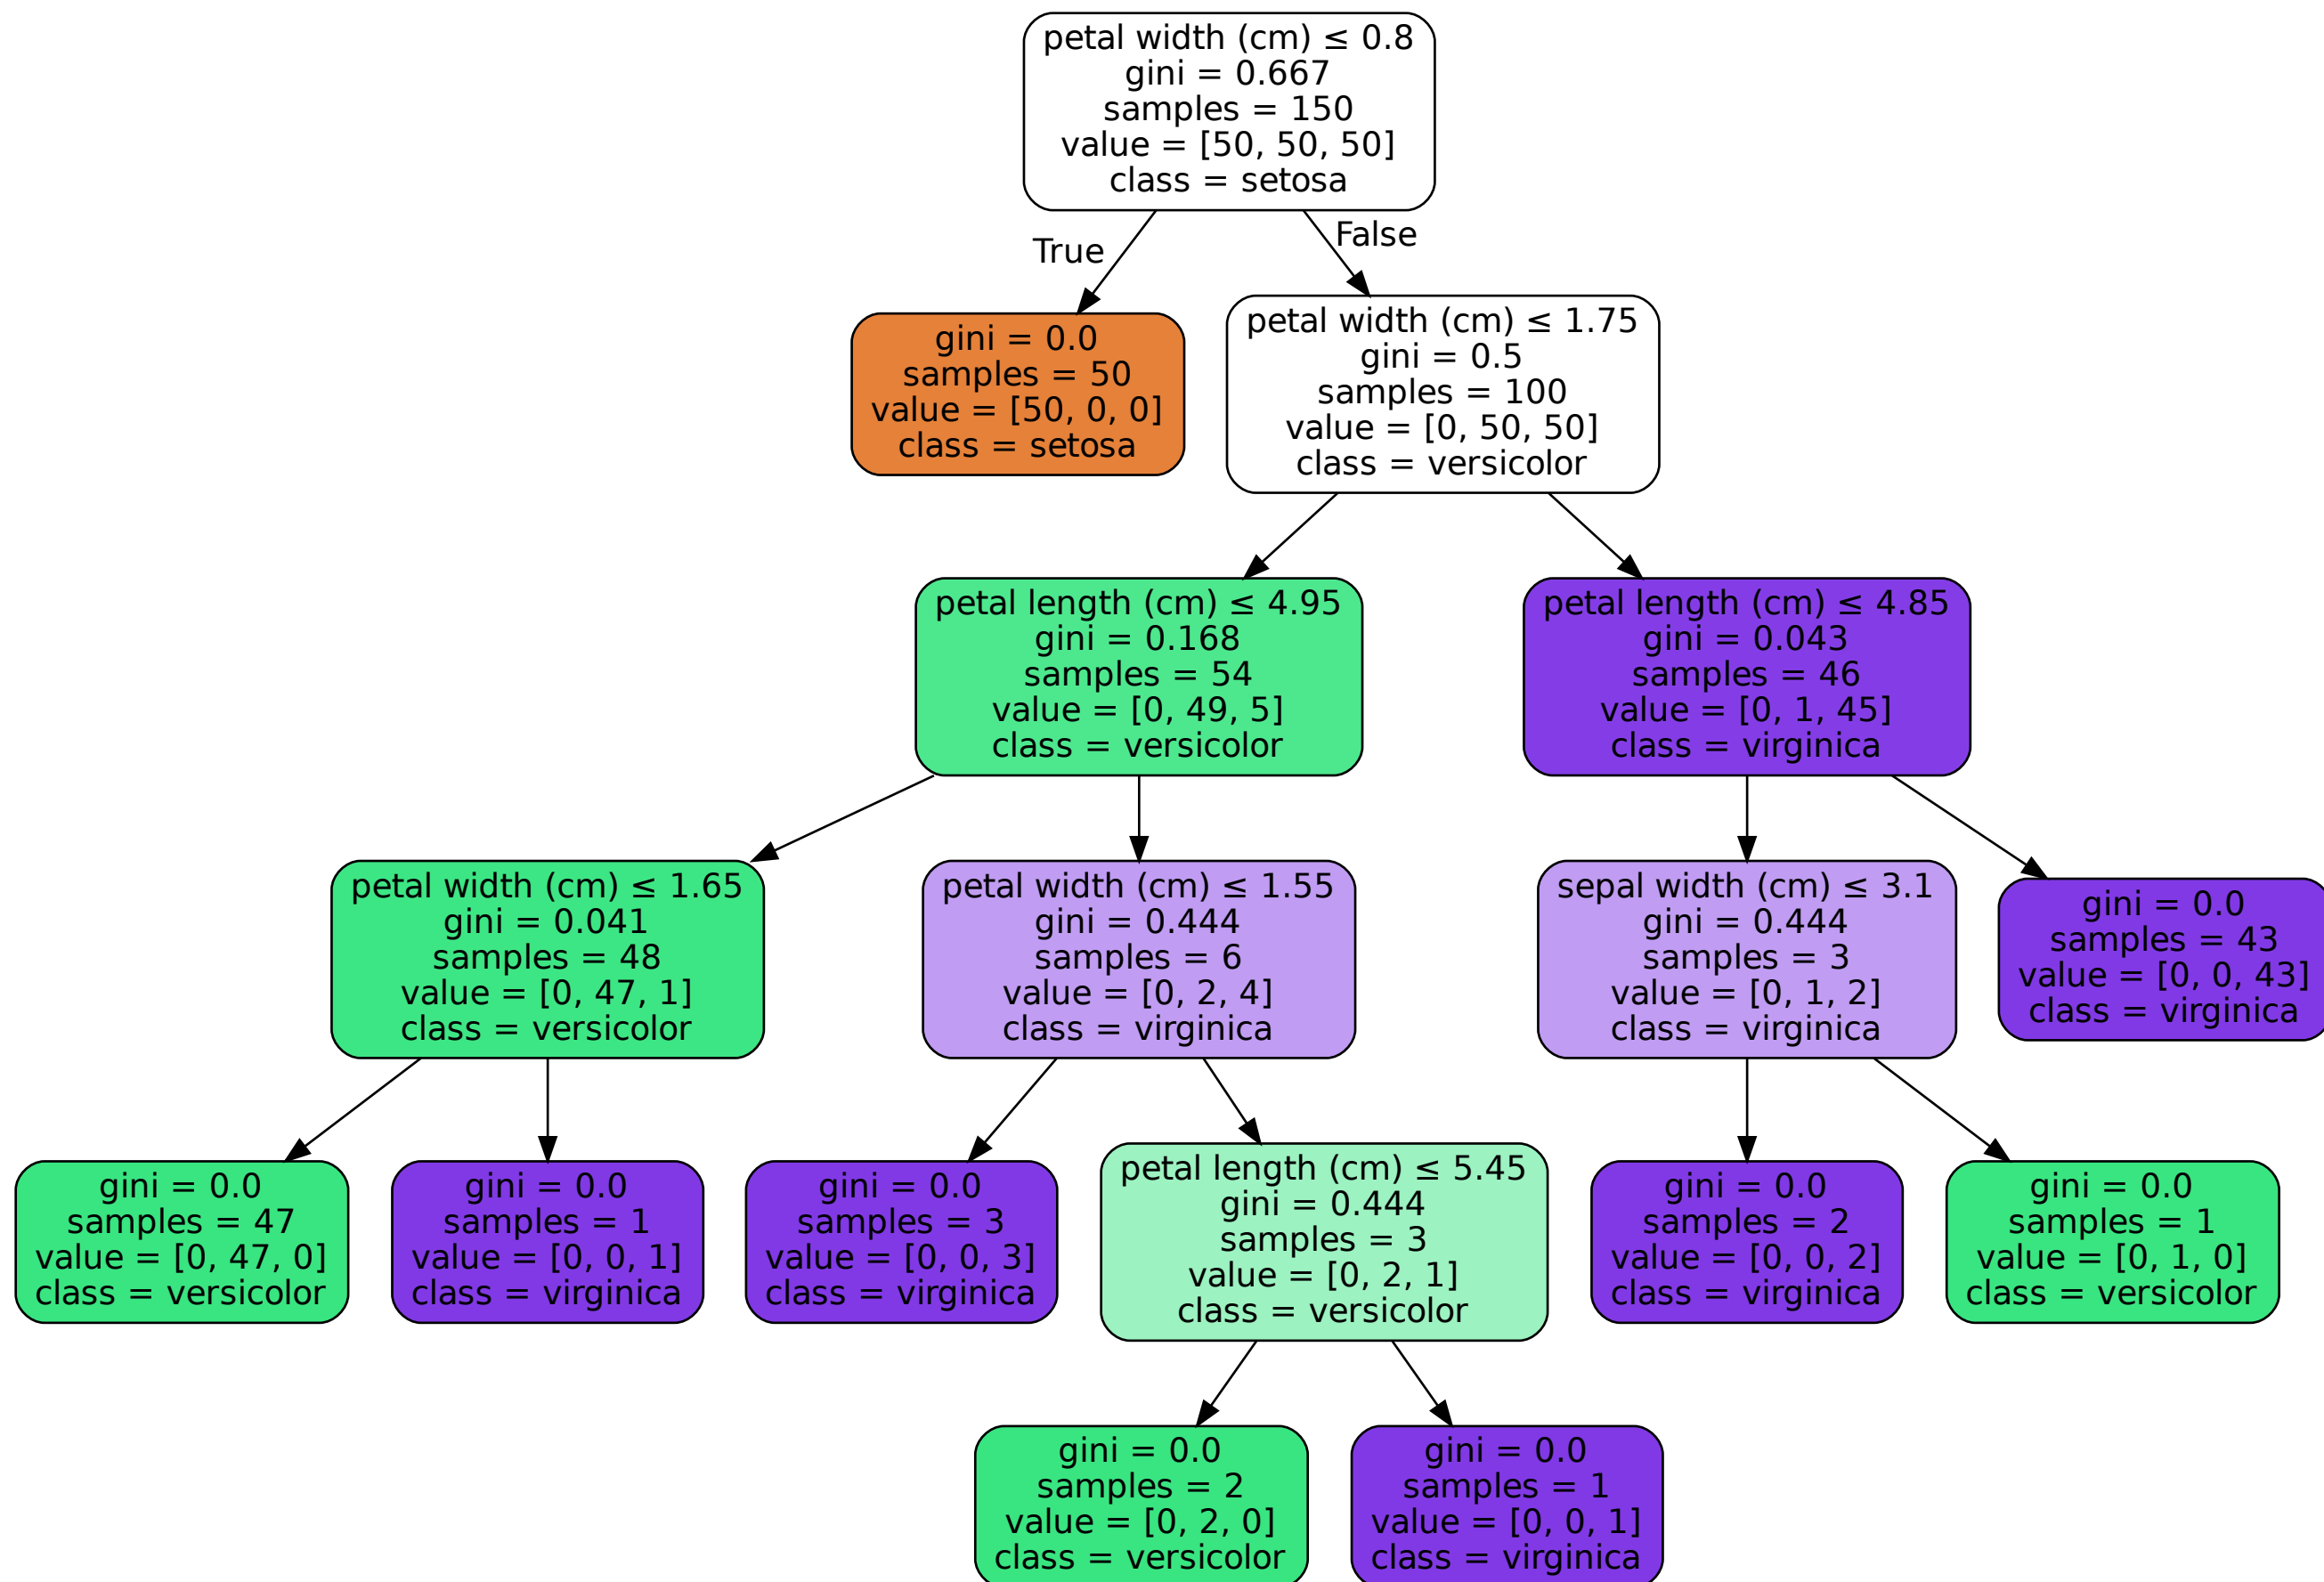 petal width (cm) ≤ 0.8
gini = 0.667
samples = 150
value = [50, 50, 50]
class = setosa
True
False
gini = 0.0
samples = 50
value = [50, 0, 0]
class = setosa
petal width (cm) ≤ 1.75
gini = 0.5
samples = 100
value = [0, 50, 50]
class = versicolor
petal length (cm) ≤ 4.95
gini = 0.168
samples = 54
value = [0, 49, 5]
class = versicolor
petal length (cm) ≤ 4.85
gini = 0.043
samples = 46
value = [0, 1, 45]
class = virginica
petal width (cm) ≤ 1.65
gini = 0.041
samples = 48
value = [0, 47, 1]
class = versicolor
petal width (cm) ≤ 1.55
gini = 0.444
samples = 6
value = [0, 2, 4]
class = virginica
sepal width (cm) ≤ 3.1
gini = 0.444
samples = 3
value = [0, 1, 2]
class = virginica
gini = 0.0
samples = 43
value = [0, 0, 43]
class = virginica
gini = 0.0
samples = 47
value = [0, 47, 0]
class = versicolor
gini = 0.0
samples = 1
value = [0, 0, 1]
class = virginica
gini = 0.0
samples = 3
value = [0, 0, 3]
class = virginica
petal length (cm) ≤ 5.45
gini = 0.444
samples = 3
value = [0, 2, 1]
class = versicolor
gini = 0.0
samples = 2
value = [0, 0, 2]
class = virginica
gini = 0.0
samples = 1
value = [0, 1, 0]
class = versicolor
gini = 0.0
samples = 2
value = [0, 2, 0]
class = versicolor
gini = 0.0
samples = 1
value = [0, 0, 1]
class = virginica